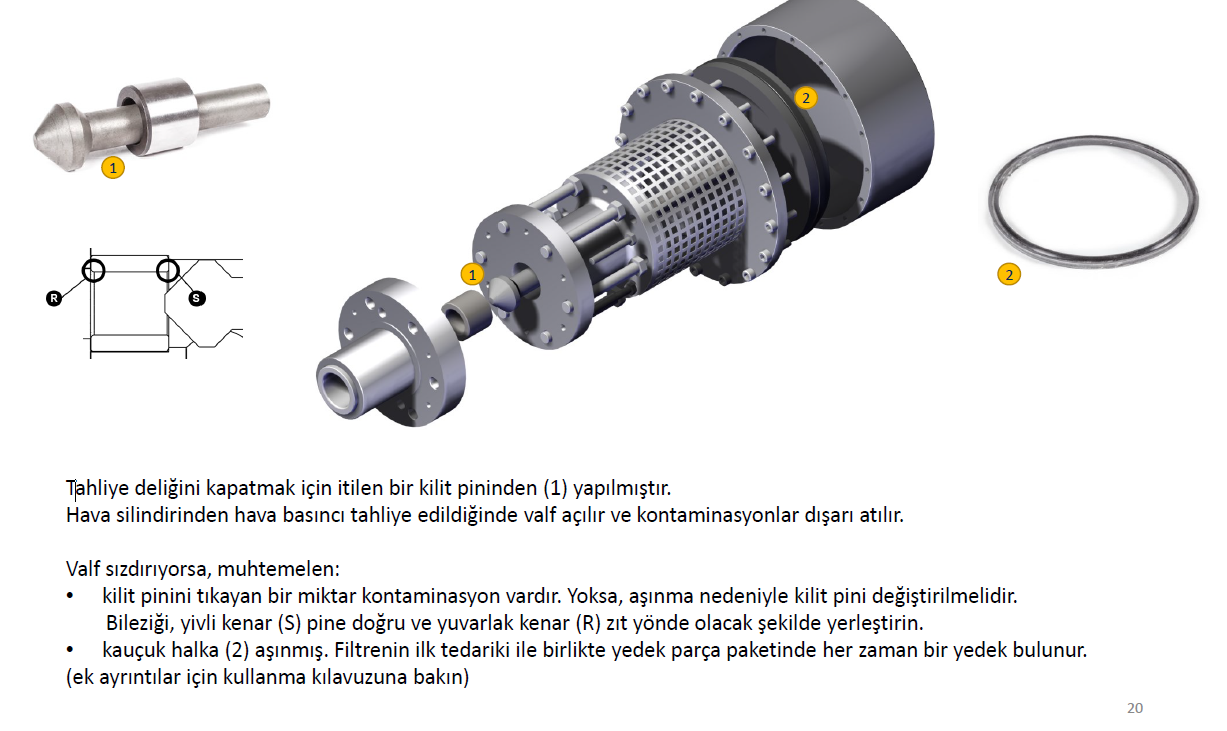 1
2
1
2
R
S
Tahliye deliğini kapatmak için itilen bir kilit pininden (1) yapılmıştır.
Hava silindirinden hava basıncı tahliye edildiğinde valf açılır ve kontaminasyonlar dışarı atılır.
Valf sızdırıyorsa, muhtemelen:
• kilit pinini tıkayan bir miktar kontaminasyon vardır. Yoksa, aşınma nedeniyle kilit pini değiştirilmelidir.
Bileziği, yivli kenar (S) pine doğru ve yuvarlak kenar (R) zıt yönde olacak şekilde yerleştirin.
• kauçuk halka (2) aşınmış. Filtrenin ilk tedariki ile birlikte yedek parça paketinde her zaman bir yedek bulunur.
(ek ayrıntılar için kullanma kılavuzuna bakın)
20